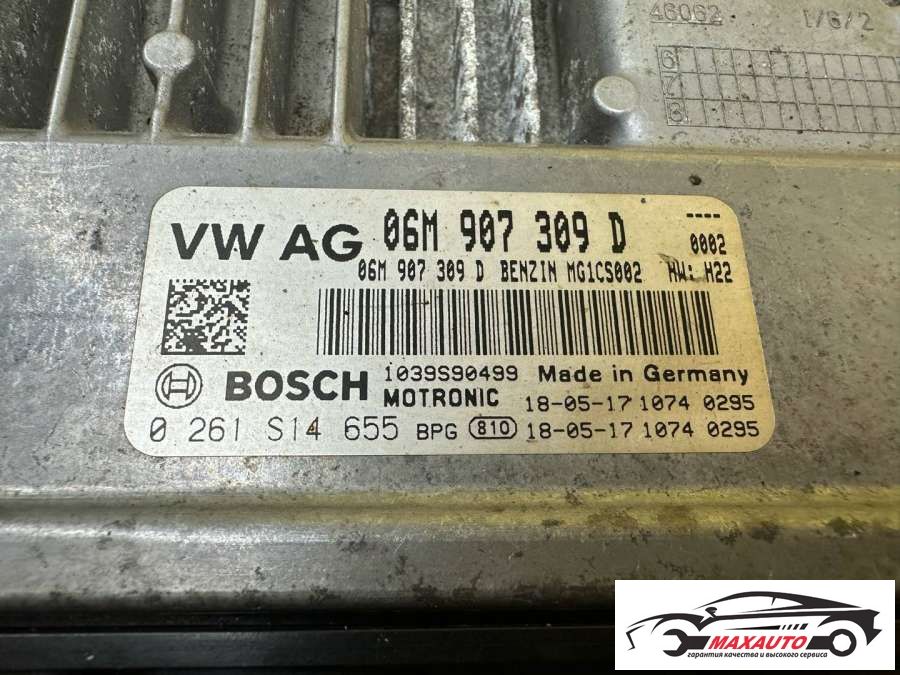 46062 1/6/2
6
7
8
VW AG 06M 907 309 D ----
0002
06M 907 309 D BENZIN MG1CS002 HW: H22
BOSCH 1039S90499 Made in Germany
MOTRONIC 18-05-17 1074 0295
0 261 S14 655 BPG 810 18-05-17 1074 0295
MAXAUTO
гарантия качества и высокого сервиса